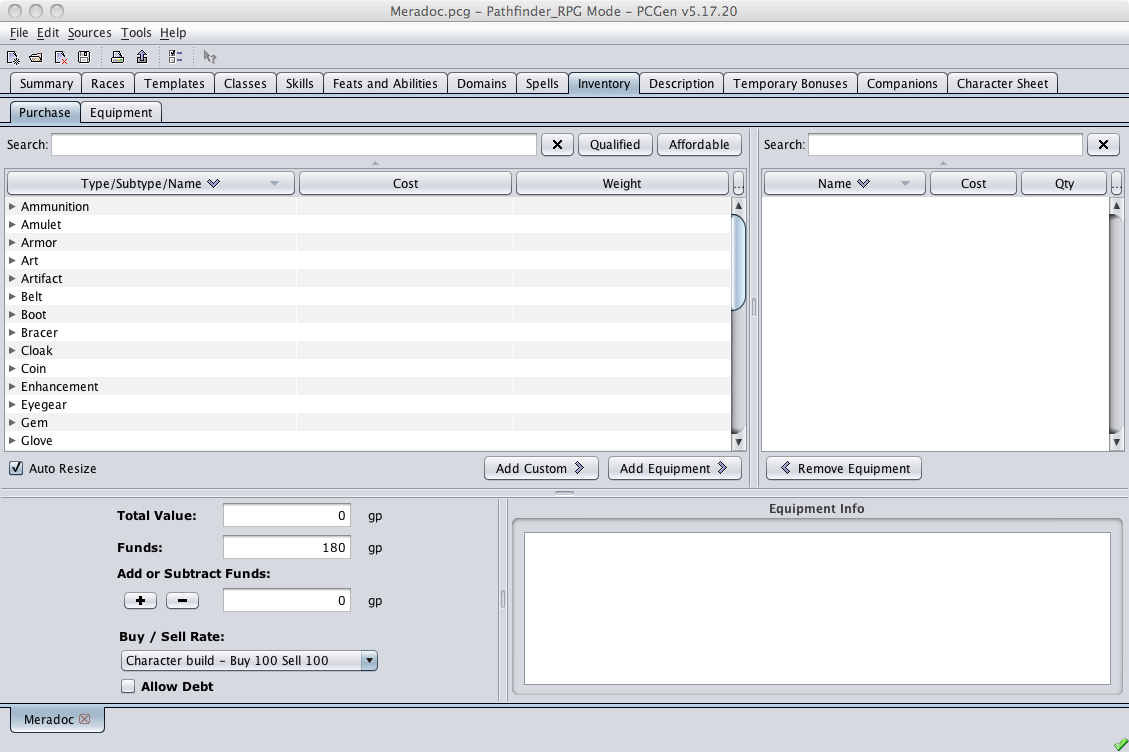 Meradoc.pcg – Pathfinder_RPG Mode – PCGen v5.17.20
File Edit Sources Tools Help
Summary Races Templates Classes Skills Feats and Abilities Domains Spells Inventory Description Temporary Bonuses Companions Character Sheet
Purchase Equipment
Search: Qualified Affordable Search:
Type/Subtype/Name Cost Weight ... Name Cost Qty ...
Ammunition
Amulet
Armor
Art
Artifact
Belt
Boot
Bracer
Cloak
Coin
Enhancement
Eyegear
Gem
Glove
Auto Resize Add Custom Add Equipment Remove Equipment
Equipment Info
Total Value: 0 gp
Funds: 180 gp
Add or Subtract Funds:
+ – 0 gp
Buy / Sell Rate:
Character build – Buy 100 Sell 100
Allow Debt
Meradoc